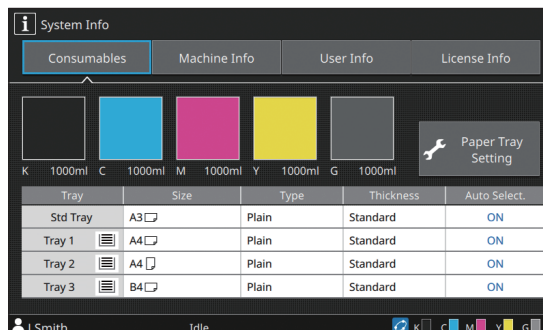 i System Info
Consumables Machine Info User Info License Info
K 1000ml C 1000ml M 1000ml Y 1000ml G 1000ml
Paper Tray
Setting
Tray Size Type Thickness Auto Select.
Std Tray A3 Plain Standard ON
Tray 1 A4 Plain Standard ON
Tray 2 A4 Plain Standard ON
Tray 3 B4 Plain Standard ON
J.Smith Idle K C M Y G